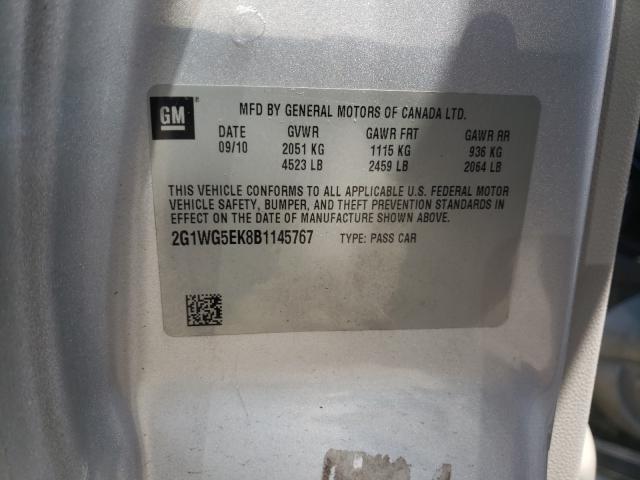 GM ®
MFD BY GENERAL MOTORS OF CANADA LTD.
DATE GVWR GAWR FRT GAWR RR
09/10 2051 KG 1115 KG 936 KG
4523 LB 2459 LB 2064 LB
THIS VEHICLE CONFORMS TO ALL APPLICABLE U.S. FEDERAL MOTOR
VEHICLE SAFETY, BUMPER, AND THEFT PREVENTION STANDARDS IN
EFFECT ON THE DATE OF MANUFACTURE SHOWN ABOVE.
2G1WG5EK8B1145767 TYPE: PASS CAR